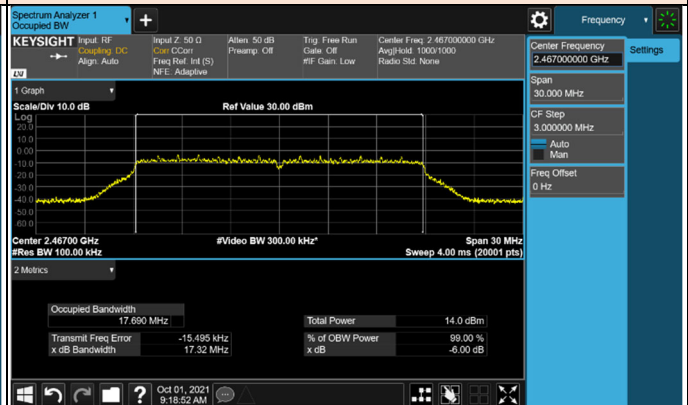 Spectrum Analyzer 1
Occupied BW
+
Frequency
KEYSIGHT
Input: RF
Coupling: DC
Align: Auto
Input Z: 50 Ω
Corr CCorr
Freq Ref: Int (S)
NFE: Adaptive
Atten: 50 dB
Preamp: Off
Trig: Free Run
Gate: Off
#IF Gain: Low
Center Freq: 2.467000000 GHz
Avg|Hold: 1000/1000
Radio Std: None
LXI
Center Frequency
2.467000000 GHz
Settings
Span
30.000 MHz
CF Step
3.000000 MHz
Auto
Man
Freq Offset
0 Hz
1 Graph
Scale/Div 10.0 dB
Ref Value 30.00 dBm
Log
20.0
10.0
0.00
-10.0
-20.0
-30.0
-40.0
-50.0
-60.0
Center 2.46700 GHz
#Video BW 300.00 kHz*
Span 30 MHz
#Res BW 100.00 kHz
Sweep 4.00 ms (20001 pts)
2 Metrics
Occupied Bandwidth
17.690 MHz
Total Power
14.0 dBm
Transmit Freq Error
-15.495 kHz
% of OBW Power
99.00 %
x dB Bandwidth
17.32 MHz
x dB
-6.00 dB
?
Oct 01, 2021
9:18:52 AM